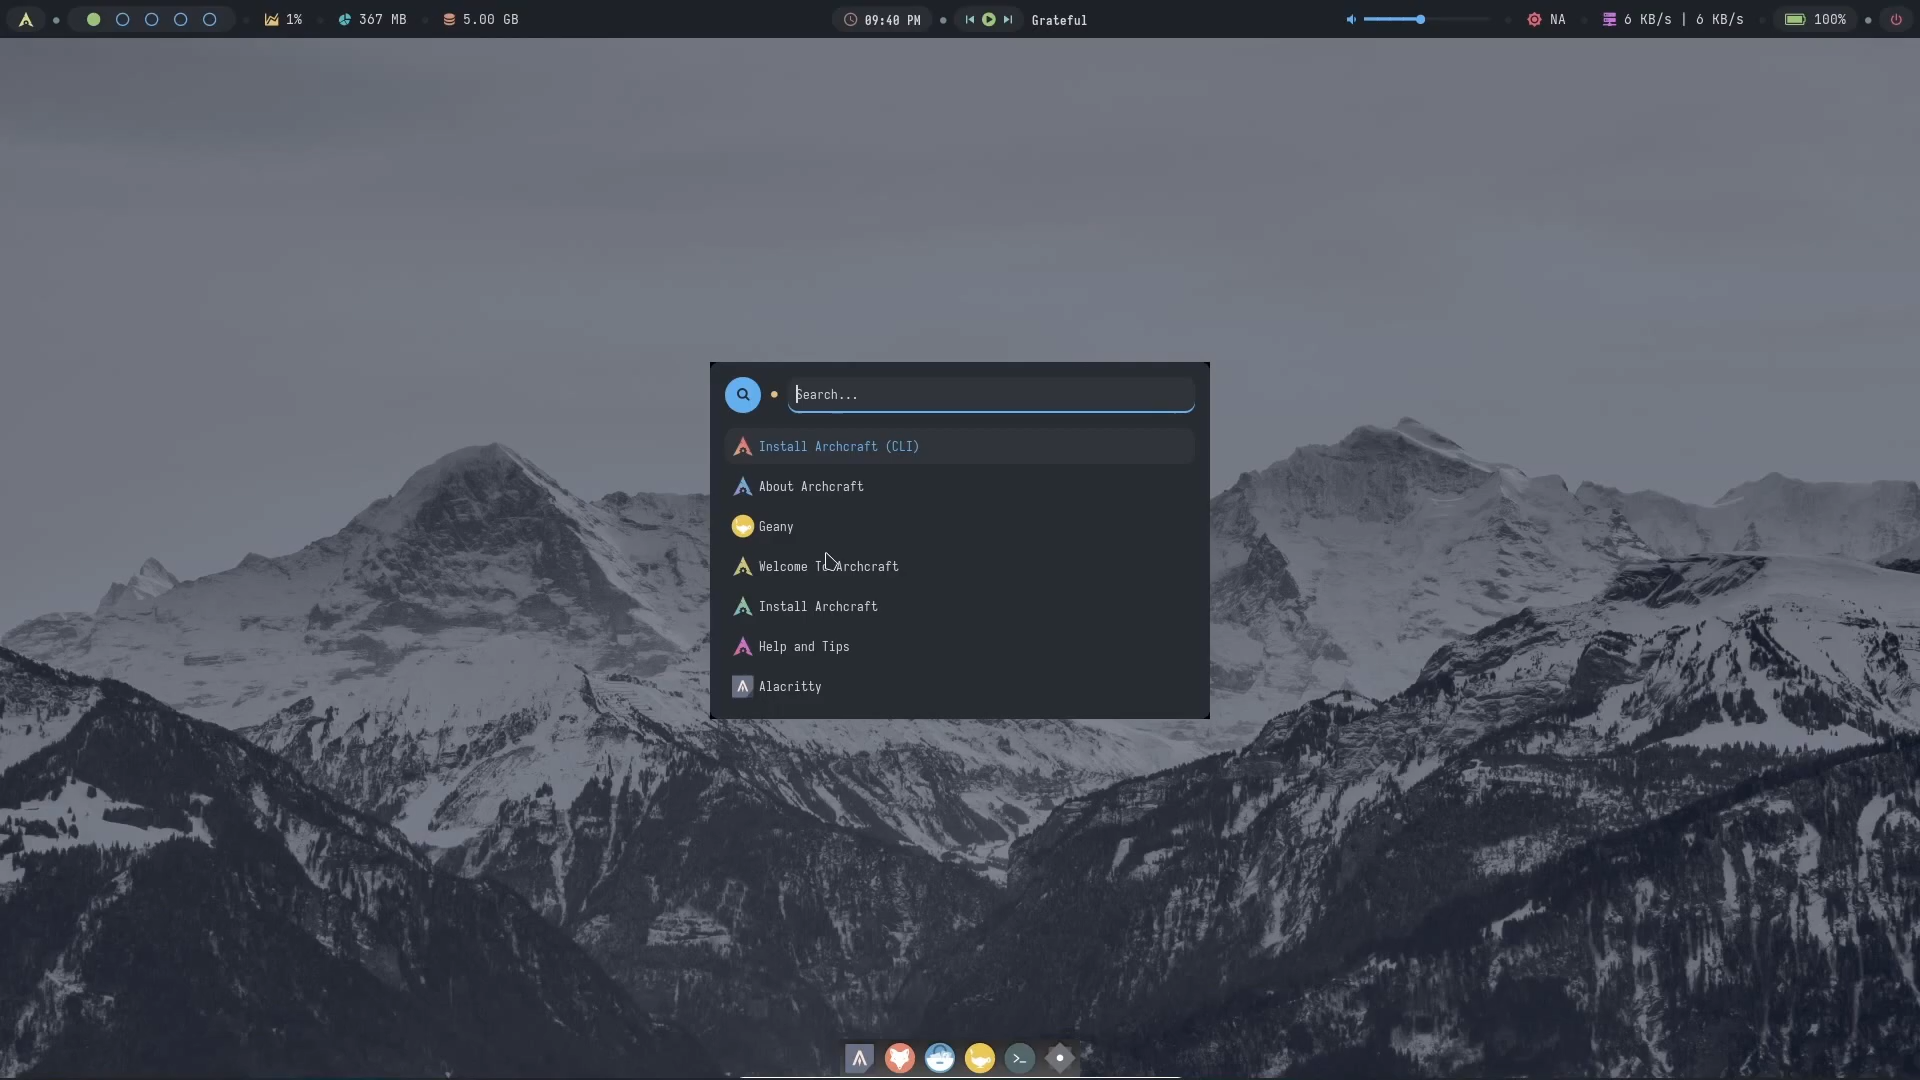 1% 367 MB 5.00 GB 09:40 PM Grateful NA 6 KB/s | 6 KB/s 100%
Search...
Install Archcraft (CLI)
About Archcraft
Geany
Welcome To Archcraft
Install Archcraft
Help and Tips
Alacritty
>_